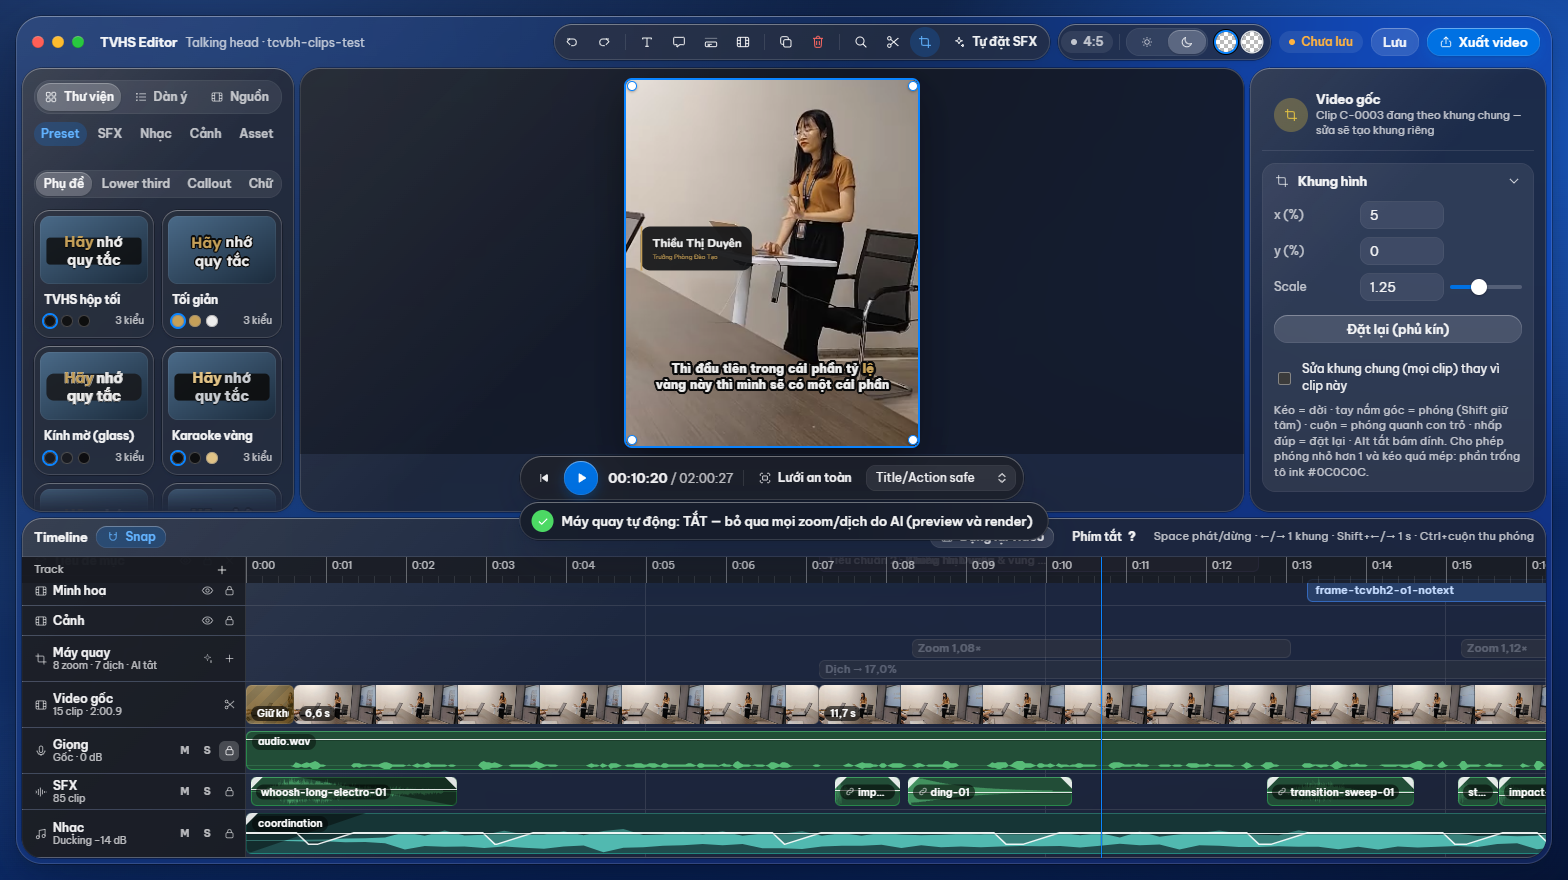 TVHS Editor Talking head · tcvbh-clips-test
Tự đặt SFX
4:5
Chưa lưu
Lưu
Xuất video
Thư viện Dàn ý Nguồn
Preset SFX Nhạc Cảnh Asset
Phụ đề Lower third Callout Chữ
Hãy nhớ
quy tắc
TVHS hộp tối
3 kiểu
Hãy nhớ
quy tắc
Tối giản
3 kiểu
Hãy nhớ
quy tắc
Kính mờ (glass)
3 kiểu
Hãy nhớ
quy tắc
Karaoke vàng
3 kiểu
Thiều Thị Duyên
Trưởng Phòng Đào Tạo
Thì đầu tiên trong cái phần tỷ lệ
vàng này thì mình sẽ có một cái phần
00:10:20 / 02:00:27
Lưới an toàn
Title/Action safe
Video gốc
Clip C-0003 đang theo khung chung —
sửa sẽ tạo khung riêng
Khung hình
x (%) 5
y (%) 0
Scale 1.25
Đặt lại (phủ kín)
Sửa khung chung (mọi clip) thay vì
clip này
Kéo = dời · tay nắm góc = phóng (Shift giữ
tâm) · cuộn = phóng quanh con trỏ · nhấp
đúp = đặt lại · Alt tắt bám dính. Cho phép
phóng nhỏ hơn 1 và kéo quá mép: phần trống
tô ink #0C0C0C.
Máy quay tự động: TẮT — bỏ qua mọi zoom/dịch do AI (preview và render)
Timeline Snap
Phím tắt ? Space phát/dừng · ←/→ 1 khung · Shift+←/→ 1 s · Ctrl+cuộn thu phóng
Track
0:00 0:01 0:02 0:03 0:04 0:05 0:06 0:07 0:08 0:09 0:10 0:11 0:12 0:13 0:14 0:15
Minh họa
frame-tcvbh2-o1-notext
Cảnh
Máy quay
8 zoom · 7 dịch · AI tắt
Zoom 1,08×
Zoom 1,12×
Dịch → 17,0%
Video gốc
15 clip · 2:00.9
Giữ kh
6,6 s
11,7 s
Giọng
Gốc · 0 dB
M S
audio.wav
SFX
85 clip
M S
whoosh-long-electro-01
imp...
ding-01
transition-sweep-01
st...
impact
Nhạc
Ducking −14 dB
M S
coordination